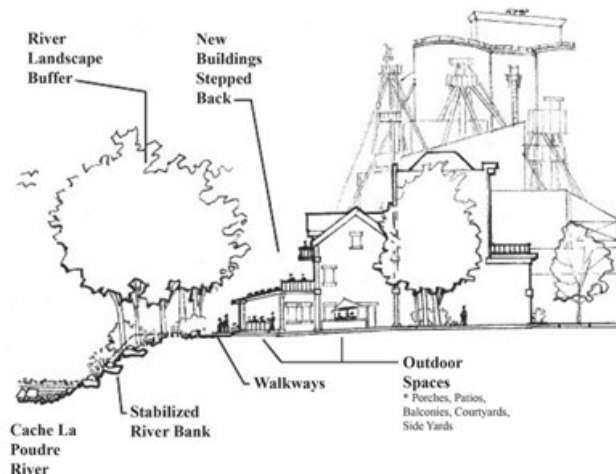 River
Landscape
Buffer
New
Buildings
Stepped
Back
Walkways
Outdoor
Spaces
* Porches, Patios,
Balconies, Courtyards,
Side Yards
Stabilized
River Bank
Cache La
Poudre
River